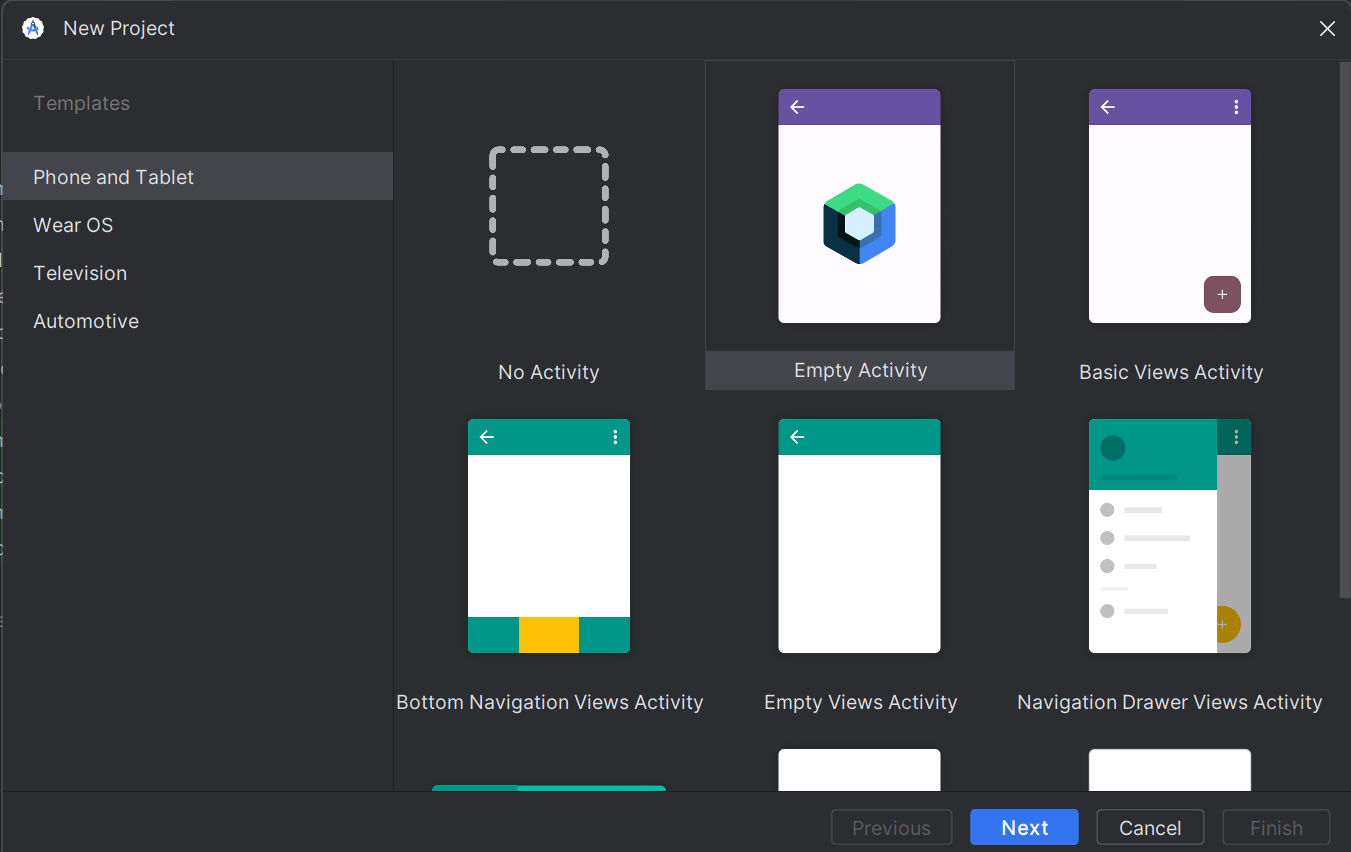 New Project
Templates
Phone and Tablet
Wear OS
Television
Automotive
No Activity
Empty Activity
Basic Views Activity
Bottom Navigation Views Activity
Empty Views Activity
Navigation Drawer Views Activity
Previous
Next
Cancel
Finish